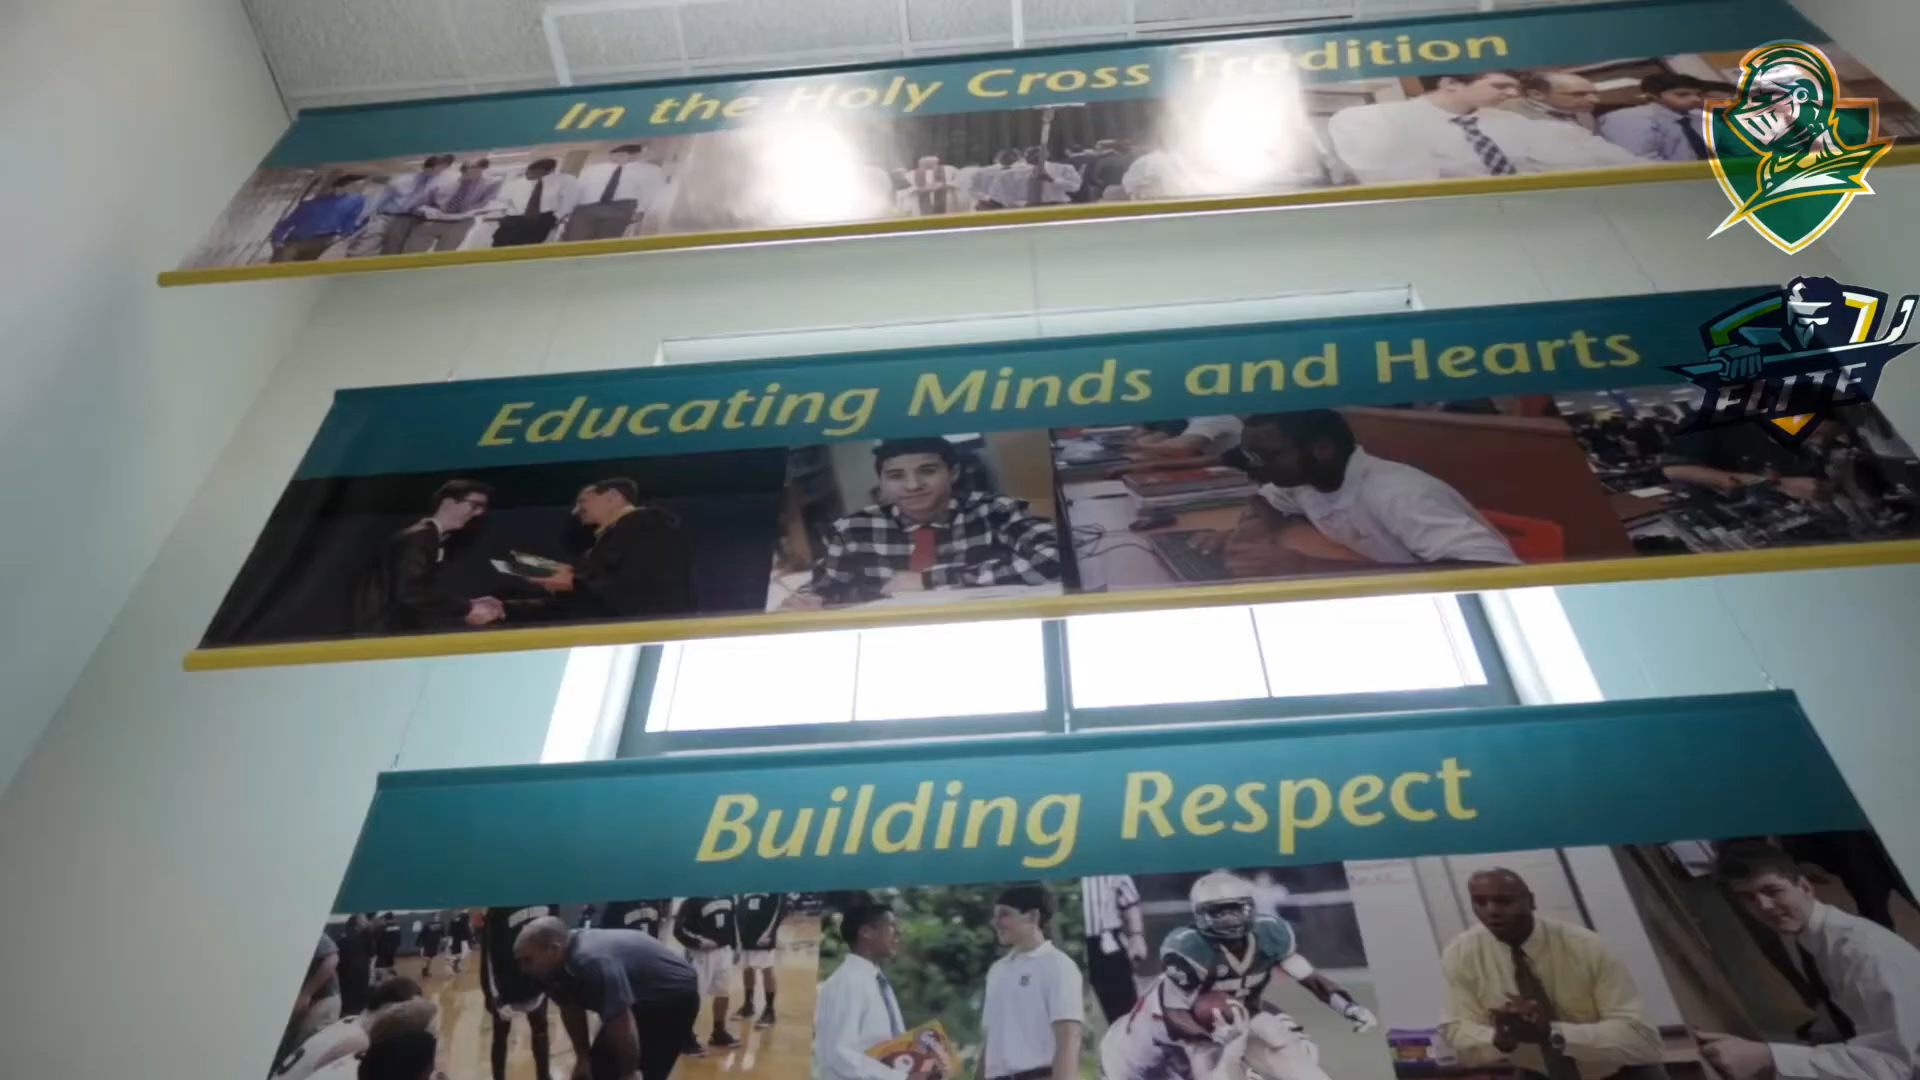 In the Holy Cross Tradition
Educating Minds and Hearts
ELITE
Building Respect